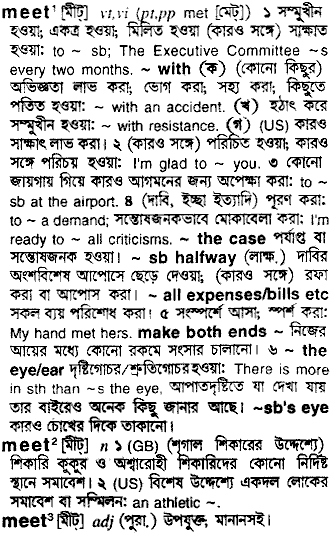 meet¹ [মীট্] vt,vi (pt,pp met [মেট্]) ১ সম্মুখীন
হওয়া; একত্র হওয়া; মিলিত হওয়া (কারও সঙ্গে) সাক্ষাত
হওয়া: to ~ sb; The Executive Committee ~s
every two months. ~ with (ক) (কোনো কিছুর)
অভিজ্ঞতা লাভ করা; ভোগ করা; সহ্য করা, কিছুতে
পতিত হওয়া: ~ with an accident. (খ) হঠাৎ করে
সম্মুখীন হওয়া: ~ with resistance. (গ) (US) কারও
সাক্ষাৎ লাভ করা। ২ (কারও সঙ্গে) পরিচিত হওয়া; কারও
সঙ্গে পরিচয় হওয়া: I'm glad to ~ you. ৩ কোনো
জায়গায় গিয়ে কারও আগমনের জন্য অপেক্ষা করা: to ~
sb at the airport. ৪ (দাবি, ইচ্ছা ইত্যাদি) পূরণ করা:
to ~ a demand; সন্তোষজনকভাবে মোকাবেলা করা: I'm
ready to ~ all criticisms. ~ the case পর্যাপ্ত বা
সন্তোষজনক হওয়া। ~ sb halfway (লাক্ষ.) দাবির
অংশবিশেষ আপোসে ছেড়ে দেওয়া; (কারও সঙ্গে) রফা
করা বা আপোস করা। ~ all expenses/bills etc
সকল ব্যয় পরিশোধ করা। ৫ সংস্পর্শে আসা; স্পর্শ করা:
My hand met hers. make both ends ~ নিজের
আয়ের মধ্যে কোনো রকমে সংসার চালানো। ৬ ~ the
eye/ear দৃষ্টিগোচর/শ্রুতিগোচর হওয়া: There is more
in sth than ~s the eye, আপাতদৃষ্টিতে যা দেখা যায়
তার বাইরেও অনেক কিছু জানার আছে। ~sb's eye
কারও চোখের দিকে তাকানো।
meet² [মীট্] n ১ (GB) (শৃগাল শিকারের উদ্দেশ্যে)
শিকারি কুকুর ও অশ্বারোহী শিকারিদের কোনো নির্দিষ্ট
স্থানে সমাবেশ। ২ (US) বিশেষ উদ্দেশ্যে একদল লোকের
সমাবেশ বা সম্মিলন: an athletic ~.
meet³ [মীট্] adj (পুরা.) উপযুক্ত, মানানসই।